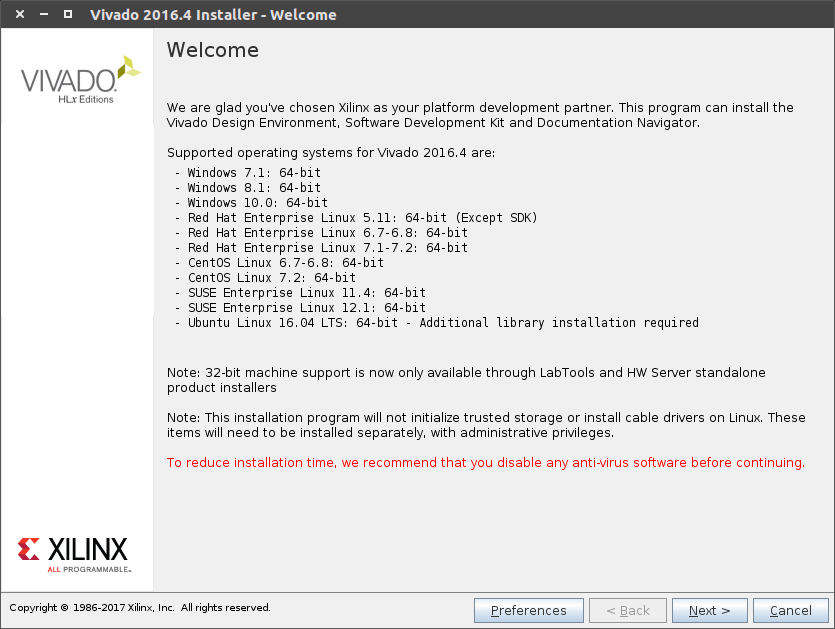 Vivado 2016.4 Installer - Welcome
VIVADO.
HLx Editions
Welcome
We are glad you've chosen Xilinx as your platform development partner. This program can install the
Vivado Design Environment, Software Development Kit and Documentation Navigator.
Supported operating systems for Vivado 2016.4 are:
- Windows 7.1: 64-bit
- Windows 8.1: 64-bit
- Windows 10.0: 64-bit
- Red Hat Enterprise Linux 5.11: 64-bit (Except SDK)
- Red Hat Enterprise Linux 6.7-6.8: 64-bit
- Red Hat Enterprise Linux 7.1-7.2: 64-bit
- CentOS Linux 6.7-6.8: 64-bit
- CentOS Linux 7.2: 64-bit
- SUSE Enterprise Linux 11.4: 64-bit
- SUSE Enterprise Linux 12.1: 64-bit
- Ubuntu Linux 16.04 LTS: 64-bit - Additional library installation required
Note: 32-bit machine support is now only available through LabTools and HW Server standalone
product installers
Note: This installation program will not initialize trusted storage or install cable drivers on Linux. These
items will need to be installed separately, with administrative privileges.
To reduce installation time, we recommend that you disable any anti-virus software before continuing.
XILINX
ALL PROGRAMMABLE™
Copyright © 1986-2017 Xilinx, Inc. All rights reserved.
Preferences
< Back
Next >
Cancel